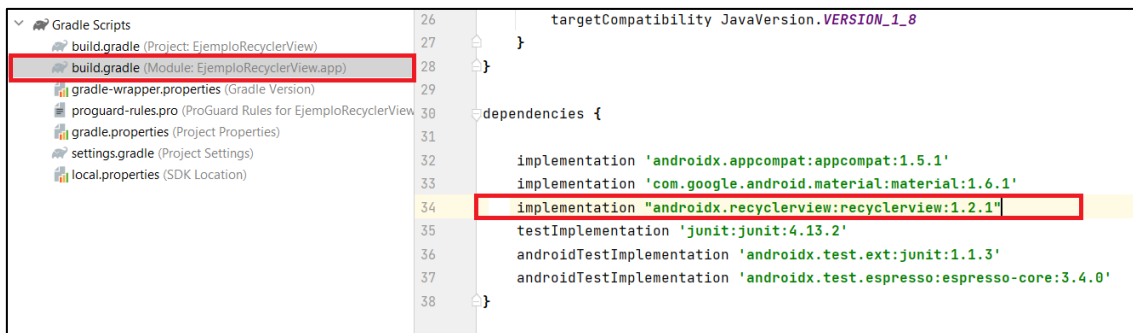 Gradle Scripts
build.gradle (Project: EjemploRecyclerView)
build.gradle (Module: EjemploRecyclerView.app)
gradle-wrapper.properties (Gradle Version)
proguard-rules.pro (ProGuard Rules for EjemploRecyclerView
gradle.properties (Project Properties)
settings.gradle (Project Settings)
local.properties (SDK Location)
26 targetCompatibility JavaVersion.VERSION_1_8
27 }
28 }
29
30 dependencies {
31
32 implementation 'androidx.appcompat:appcompat:1.5.1'
33 implementation 'com.google.android.material:material:1.6.1'
34 implementation "androidx.recyclerview:recyclerview:1.2.1"
35 testImplementation 'junit:junit:4.13.2'
36 androidTestImplementation 'androidx.test.ext:junit:1.1.3'
37 androidTestImplementation 'androidx.test.espresso:espresso-core:3.4.0'
38 }